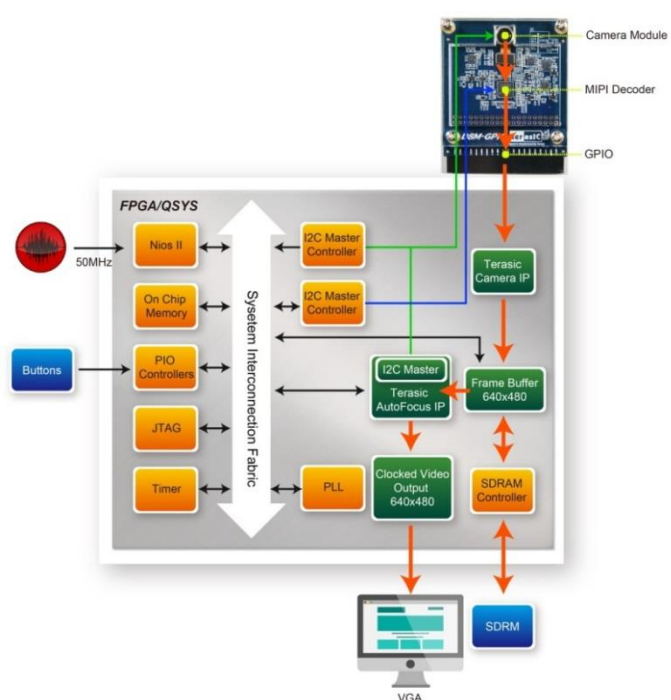 Camera Module
MIPI Decoder
GPIO
FPGA/QSYS
50MHz
Nios II
I2C Master
Controller
Terasic
Camera IP
On Chip
Memory
I2C Master
Controller
Sysetem Interconnection Fabric
Buttons
PIO
Controllers
I2C Master
Terasic
AutoFocus IP
Frame Buffer
640x480
JTAG
Timer
PLL
Clocked Video
Output
640x480
SDRAM
Controller
SDRM
VGA